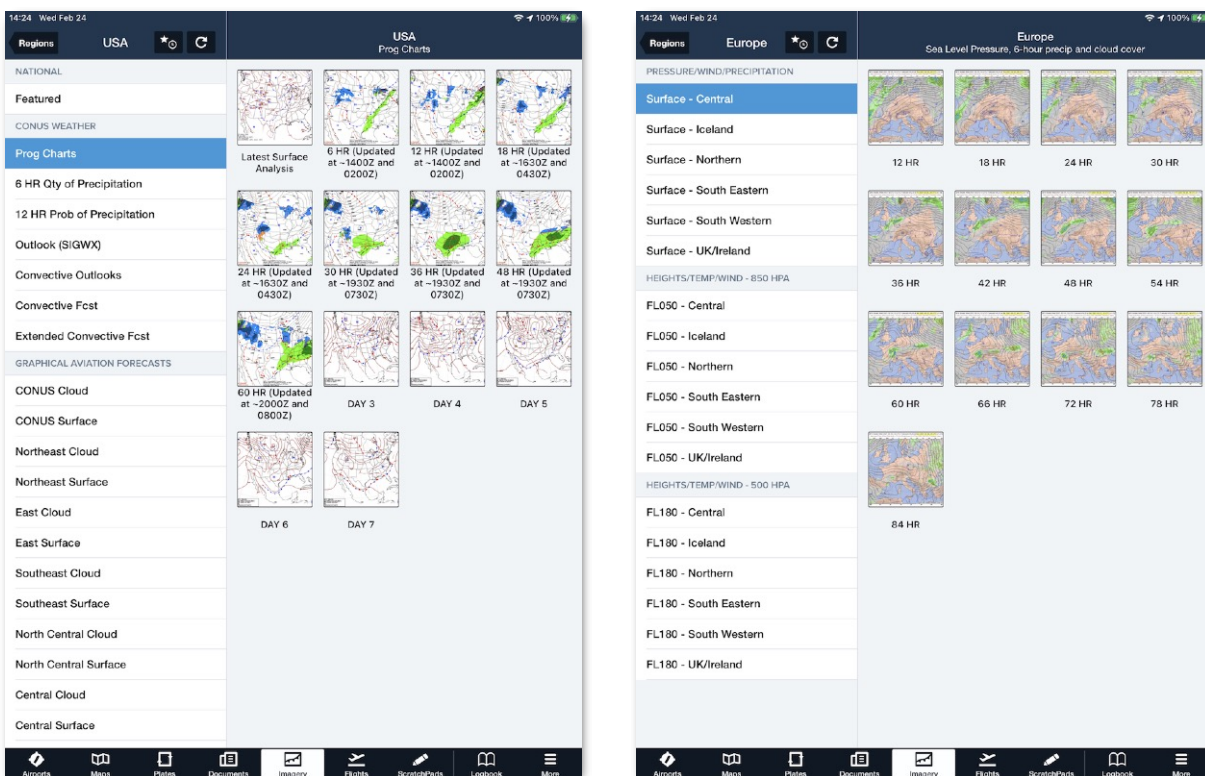 14:24 Wed Feb 24
100%
Regions
USA
USA
Prog Charts
NATIONAL
Featured
CONUS WEATHER
Prog Charts
6 HR Qty of Precipitation
12 HR Prob of Precipitation
Outlook (SIGWX)
Convective Outlooks
Convective Fcst
Extended Convective Fcst
GRAPHICAL AVIATION FORECASTS
CONUS Cloud
CONUS Surface
Northeast Cloud
Northeast Surface
East Cloud
East Surface
Southeast Cloud
Southeast Surface
North Central Cloud
North Central Surface
Central Cloud
Central Surface
Latest Surface
Analysis
6 HR (Updated
at ~1400Z and
0200Z)
12 HR (Updated
at ~1400Z and
0200Z)
18 HR (Updated
at ~1630Z and
0430Z)
24 HR (Updated
at ~1630Z and
0430Z)
30 HR (Updated
at ~1930Z and
0730Z)
36 HR (Updated
at ~1930Z and
0730Z)
48 HR (Updated
at ~1930Z and
0730Z)
60 HR (Updated
at ~2000Z and
0800Z)
DAY 3
DAY 4
DAY 5
DAY 6
DAY 7
Airports
Maps
Plates
Documents
Imagery
Flights
ScratchPads
Logbook
More
14:24 Wed Feb 24
100%
Regions
Europe
Europe
Sea Level Pressure, 6-hour precip and cloud cover
PRESSURE/WIND/PRECIPITATION
Surface - Central
Surface - Iceland
Surface - Northern
Surface - South Eastern
Surface - South Western
Surface - UK/Ireland
HEIGHTS/TEMP/WIND - 850 HPA
FL050 - Central
FL050 - Iceland
FL050 - Northern
FL050 - South Eastern
FL050 - South Western
FL050 - UK/Ireland
HEIGHTS/TEMP/WIND - 500 HPA
FL180 - Central
FL180 - Iceland
FL180 - Northern
FL180 - South Eastern
FL180 - South Western
FL180 - UK/Ireland
12 HR
18 HR
24 HR
30 HR
36 HR
42 HR
48 HR
54 HR
60 HR
66 HR
72 HR
78 HR
84 HR
Airports
Maps
Plates
Documents
Imagery
Flights
ScratchPads
Logbook
More